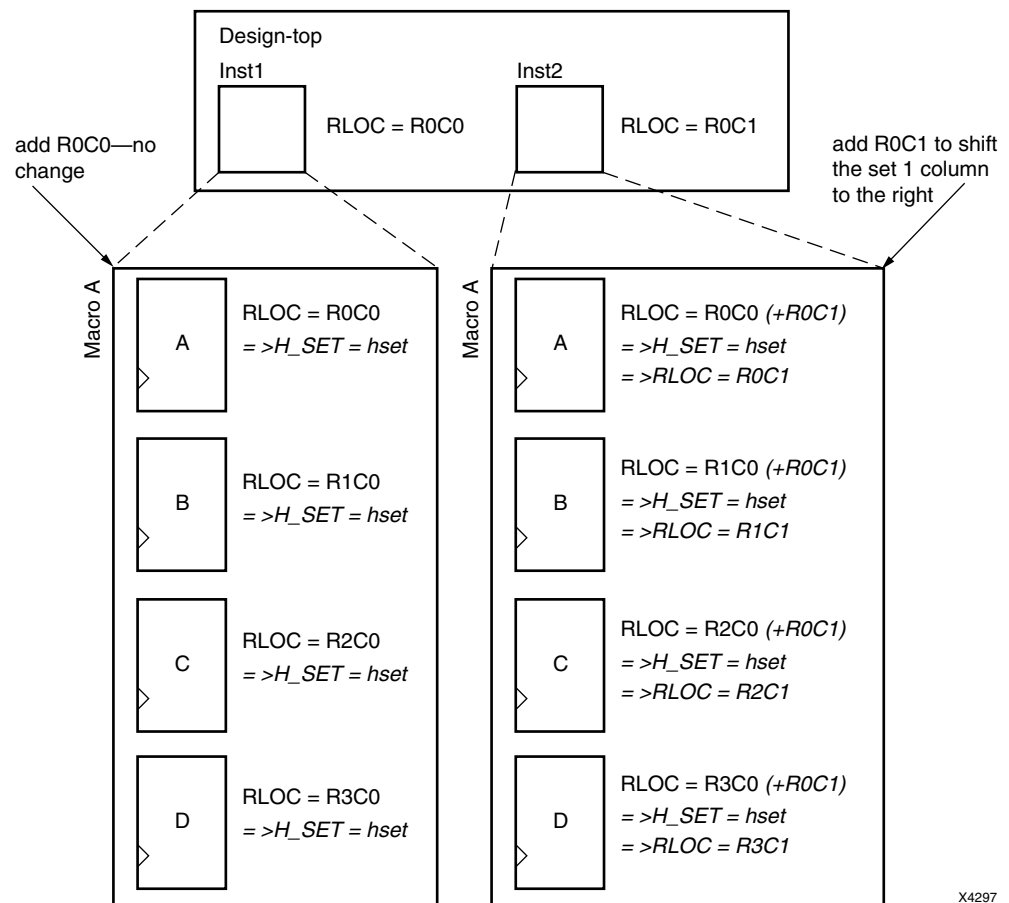 Design-top
Inst1
Inst2
RLOC = R0C0
RLOC = R0C1
add R0C0—no
change
add R0C1 to shift
the set 1 column
to the right
Macro A
A
RLOC = R0C0
= >H_SET = hset
B
RLOC = R1C0
= >H_SET = hset
C
RLOC = R2C0
= >H_SET = hset
D
RLOC = R3C0
= >H_SET = hset
Macro A
A
RLOC = R0C0 (+R0C1)
= >H_SET = hset
= >RLOC = R0C1
B
RLOC = R1C0 (+R0C1)
= >H_SET = hset
= >RLOC = R1C1
C
RLOC = R2C0 (+R0C1)
= >H_SET = hset
= >RLOC = R2C1
D
RLOC = R3C0 (+R0C1)
= >H_SET = hset
= >RLOC = R3C1
X4297